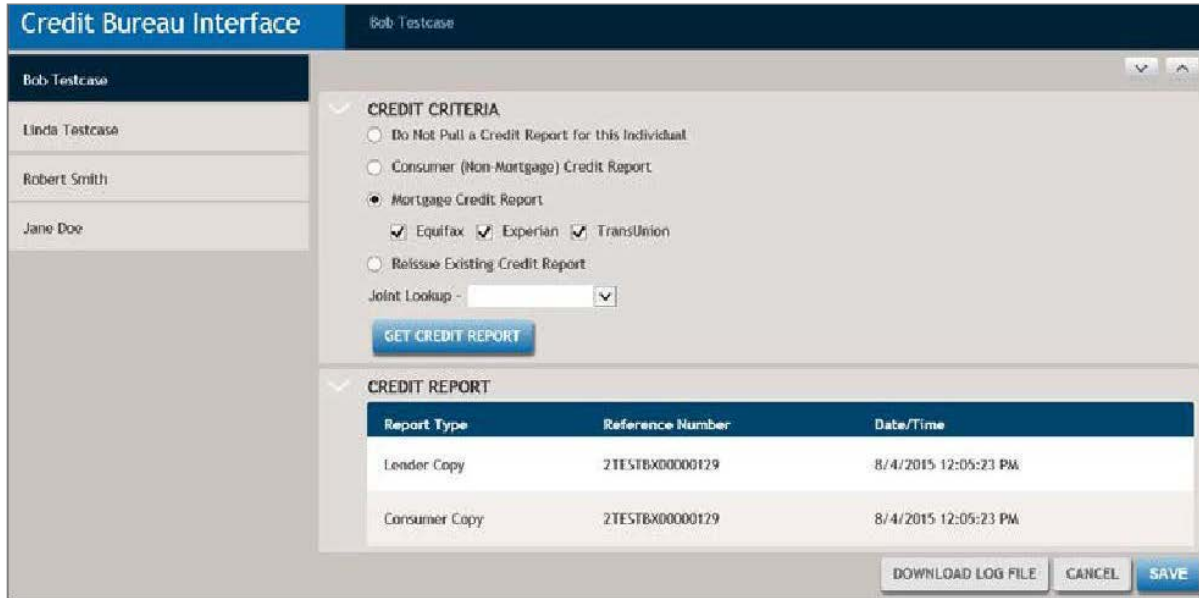 Credit Bureau Interface
Bob Testcase
Bob Testcase
Linda Testcase
Robert Smith
Jane Doe
CREDIT CRITERIA
Do Not Pull a Credit Report for this Individual
Consumer (Non-Mortgage) Credit Report
Mortgage Credit Report
Equifax Experian TransUnion
Reissue Existing Credit Report
Joint Lookup -
GET CREDIT REPORT
CREDIT REPORT
Report Type Reference Number Date/Time
Lender Copy 2TESTBX00000129 8/4/2015 12:05:23 PM
Consumer Copy 2TESTBX00000129 8/4/2015 12:05:23 PM
DOWNLOAD LOG FILE CANCEL SAVE